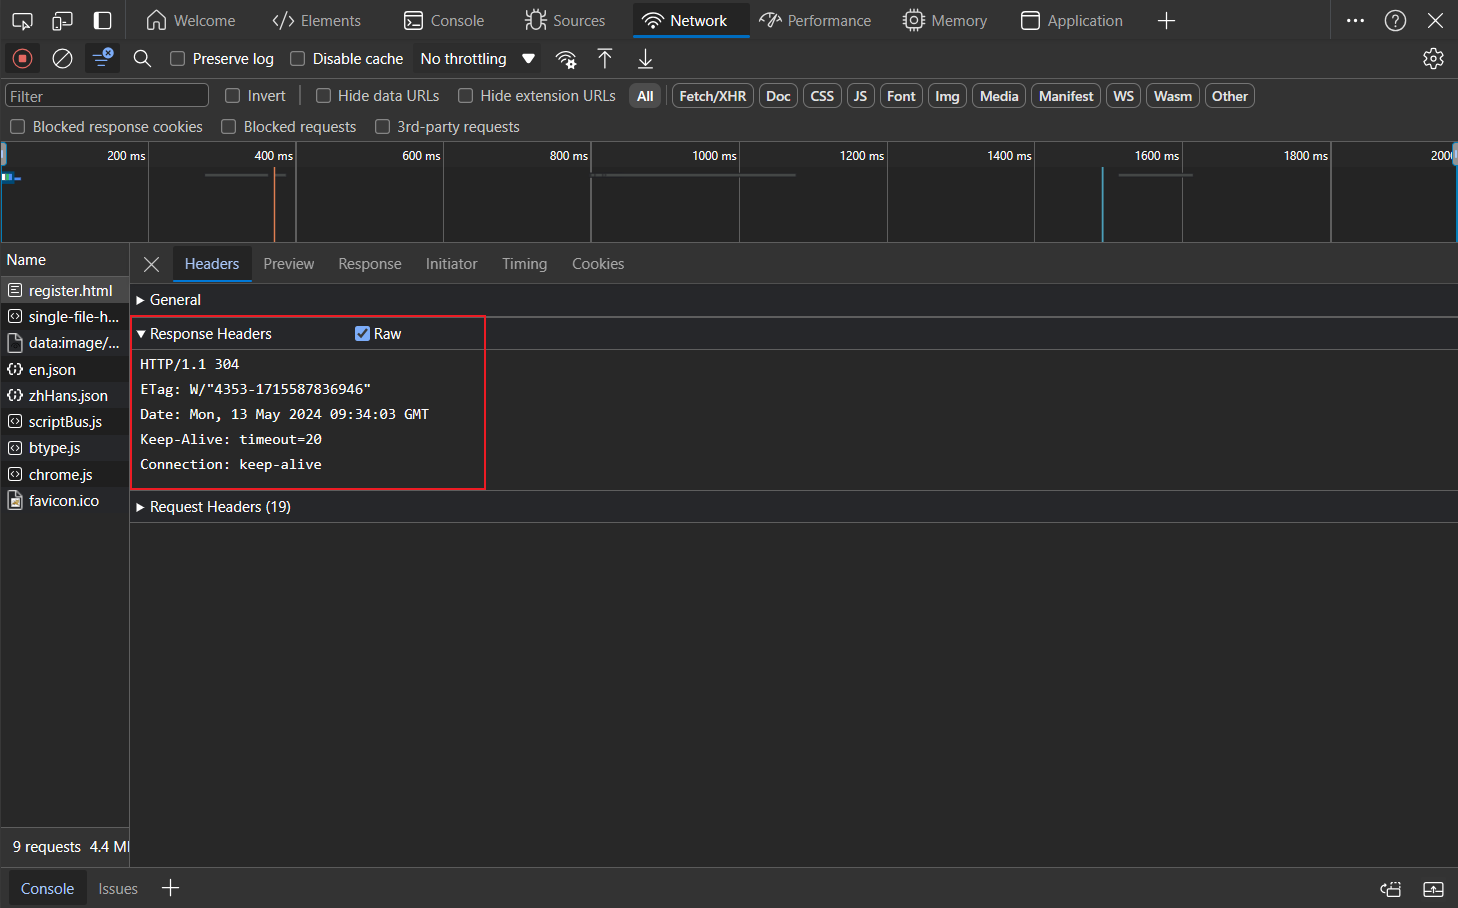 Welcome Elements Console Sources Network Performance Memory Application
Preserve log Disable cache No throttling
Filter Invert Hide data URLs Hide extension URLs All Fetch/XHR Doc CSS JS Font Img Media Manifest WS Wasm Other
Blocked response cookies Blocked requests 3rd-party requests
200 ms 400 ms 600 ms 800 ms 1000 ms 1200 ms 1400 ms 1600 ms 1800 ms 2000
Name
register.html
single-file-h...
data:image/...
en.json
zhHans.json
scriptBus.js
btype.js
chrome.js
favicon.ico
9 requests 4.4 M
Headers Preview Response Initiator Timing Cookies
General
Response Headers Raw
HTTP/1.1 304
ETag: W/"4353-1715587836946"
Date: Mon, 13 May 2024 09:34:03 GMT
Keep-Alive: timeout=20
Connection: keep-alive
Request Headers (19)
Console Issues